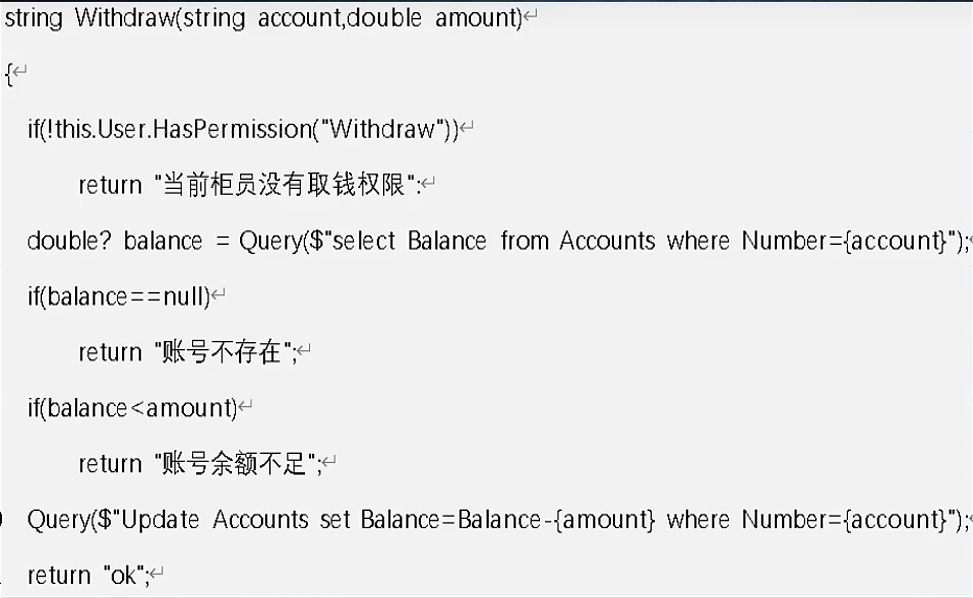 string Withdraw(string account,double amount)↵
{↵
if(!this.User.HasPermission("Withdraw"))↵
return "当前柜员没有取钱权限":↵
double? balance = Query($"select Balance from Accounts where Number={account}");
if(balance==null)↵
return "账号不存在";↵
if(balance<amount)↵
return "账号余额不足";↵
Query($"Update Accounts set Balance=Balance-{amount} where Number={account}");
return "ok";↵